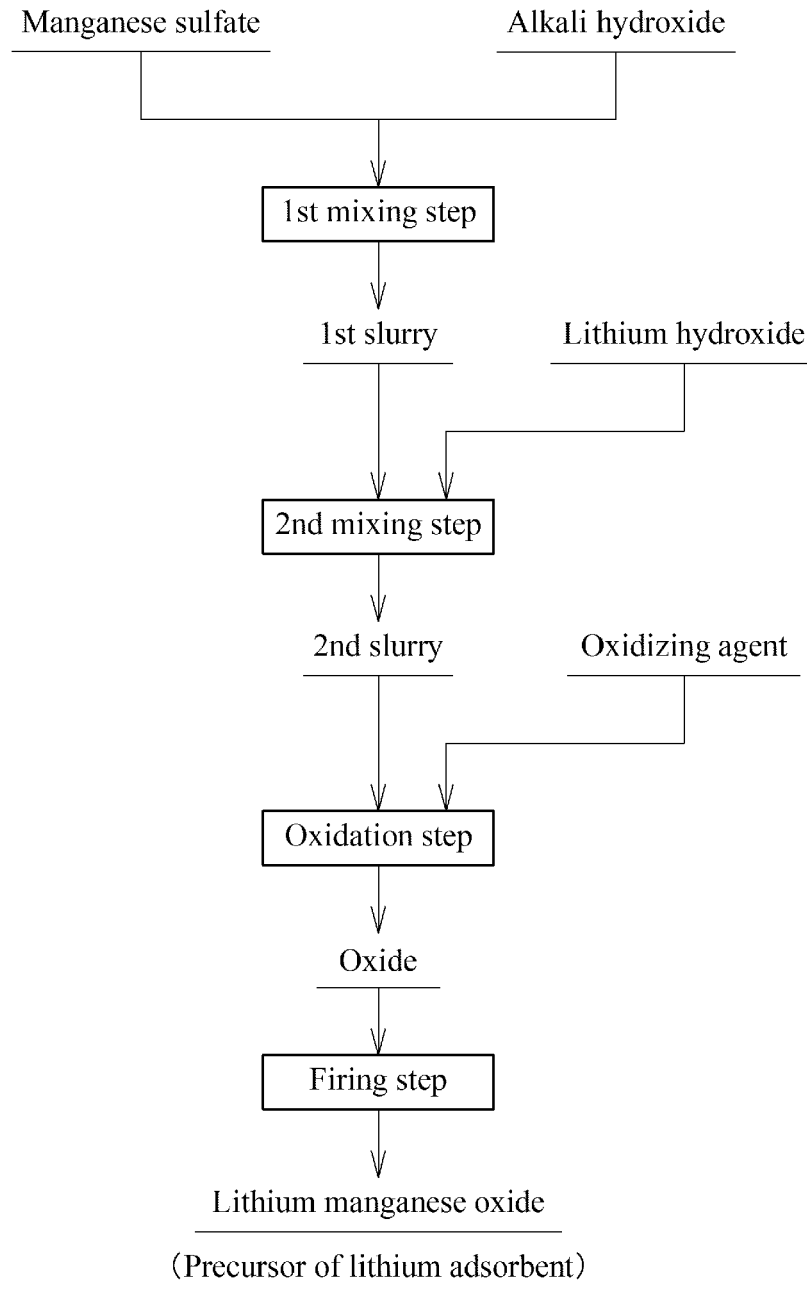 Manganese sulfate
Alkali hydroxide
1st mixing step
1st slurry
Lithium hydroxide
2nd mixing step
2nd slurry
Oxidizing agent
Oxidation step
Oxide
Firing step
Lithium manganese oxide
(Precursor of lithium adsorbent)